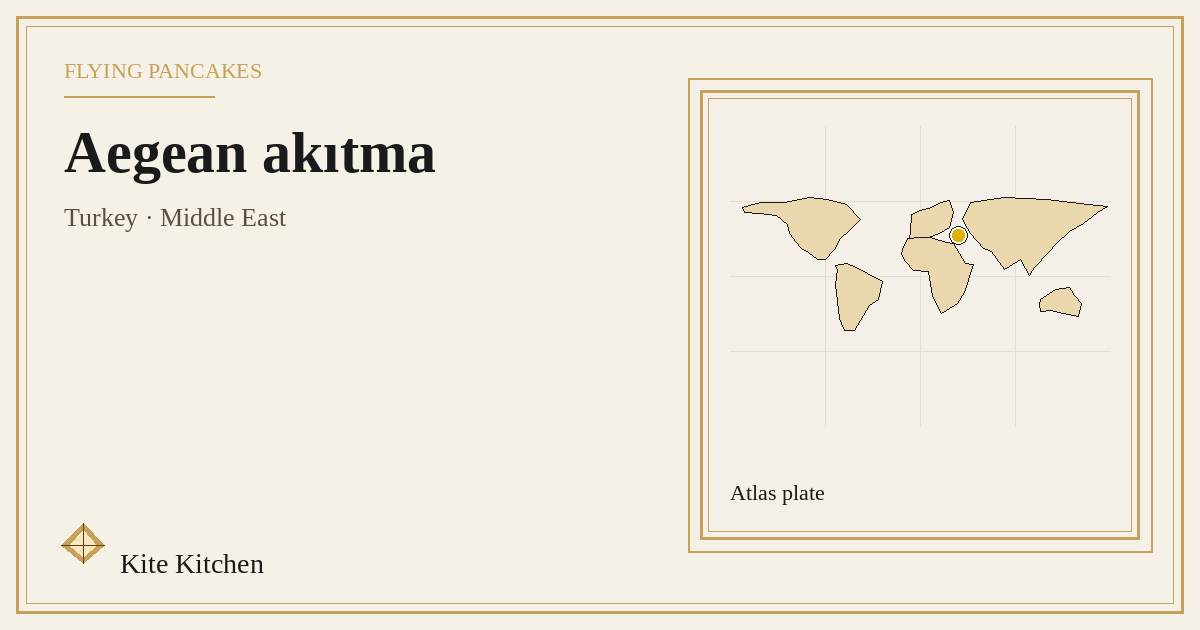 FLYING PANCAKES
Aegean akıtma
Turkey · Middle East
Atlas plate
Kite Kitchen